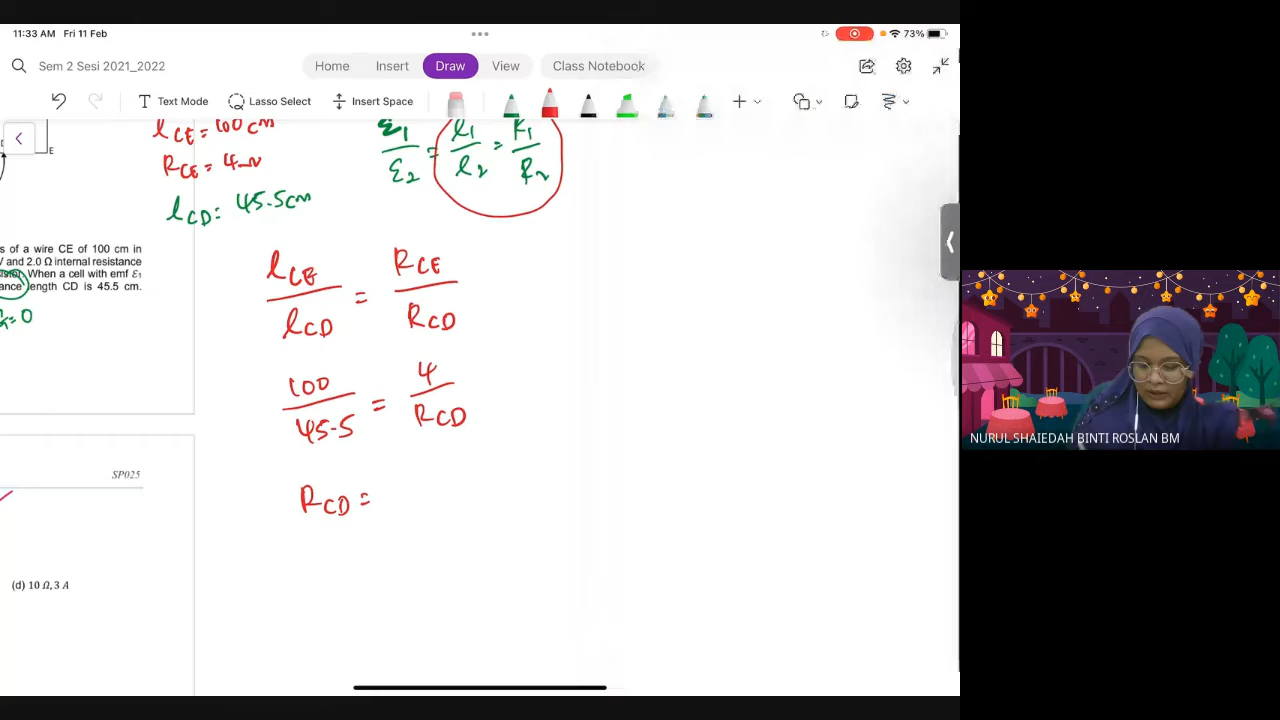 11:33 AM Fri 11 Feb
73%
Sem 2 Sesi 2021_2022
Home Insert Draw View Class Notebook
Text Mode Lasso Select Insert Space
lCE = 100 cm
RCE = 4
lCD = 45.5cm
ε1/ε2 = l1/l2 = R1/R2
E
s of a wire CE of 100 cm in
V and 2.0 Ω internal resistance
When a cell with emf ε1
ance length CD is 45.5 cm.
= 0
lCE/lCD = RCE/RCD
100/45.5 = 4/RCD
RCD =
SP025
(d) 10 Ω, 3 A
NURUL SHAIEDAH BINTI ROSLAN BM